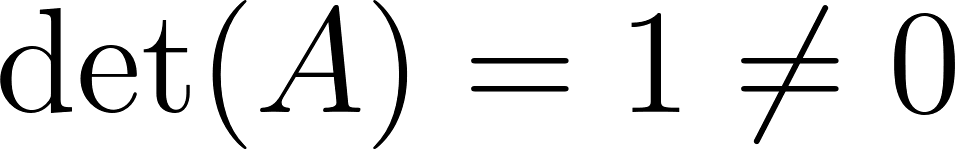 det(A) = 1 ≠ 0